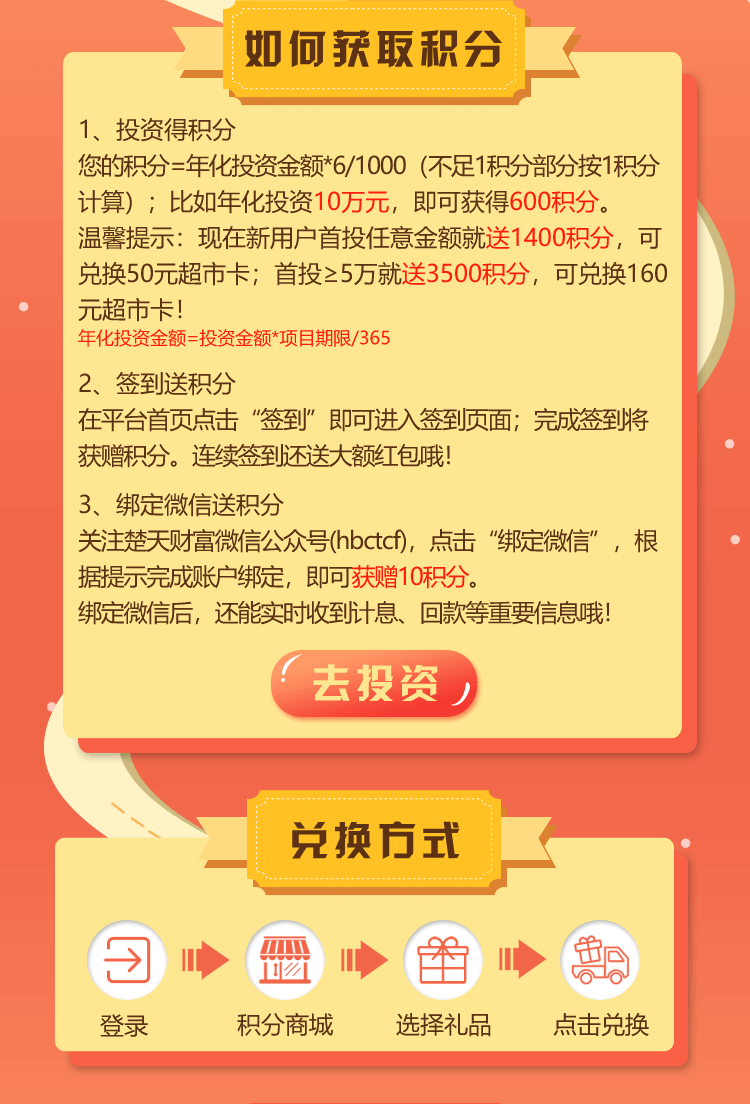 如何获取积分
1、投资得积分
您的积分=年化投资金额*6/1000（不足1积分部分按1积分
计算）；比如年化投资10万元，即可获得600积分。
温馨提示：现在新用户首投任意金额就送1400积分，可
兑换50元超市卡；首投≥5万就送3500积分，可兑换160
元超市卡！
年化投资金额=投资金额*项目期限/365
2、签到送积分
在平台首页点击“签到”即可进入签到页面；完成签到将
获赠积分。连续签到还送大额红包哦！
3、绑定微信送积分
关注楚天财富微信公众号(hbctcf)，点击“绑定微信”，根
据提示完成账户绑定，即可获赠10积分。
绑定微信后，还能实时收到计息、回款等重要信息哦！
去投资
兑换方式
登录
积分商城
选择礼品
点击兑换